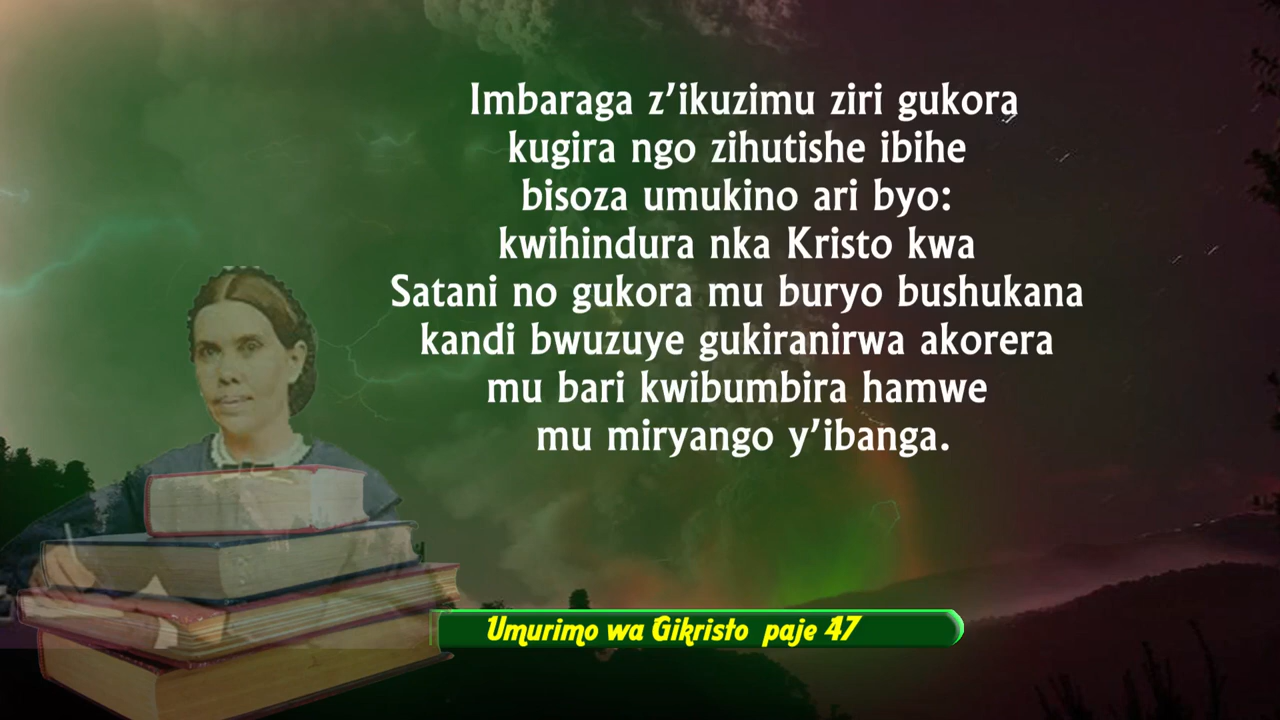 Imbaraga z'ikuzimu ziri gukora
kugira ngo zihutishe ibihe
bisoza umukino ari byo:
kwihindura nka Kristo kwa
Satani no gukora mu buryo bushukana
kandi bwuzuye gukiranirwa akorera
mu bari kwibumbira hamwe
mu miryango y'ibanga.
Umurimo wa Gikristo paje 47